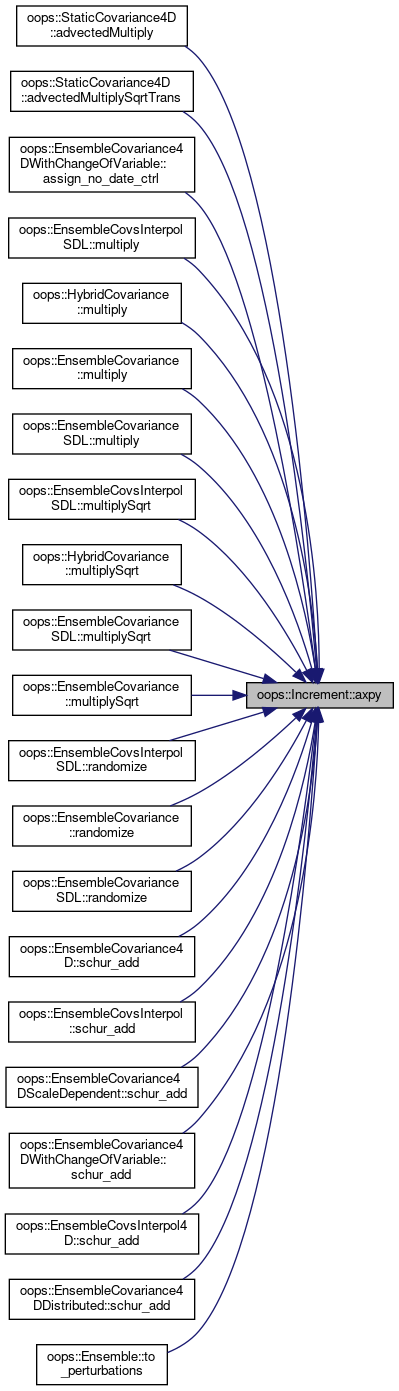 oops::StaticCovariance4D
::advectedMultiply
oops::StaticCovariance4D
::advectedMultiplySqrtTrans
oops::EnsembleCovariance4
DWithChangeOfVariable::
assign_no_date_ctrl
oops::EnsembleCovsInterpol
SDL::multiply
oops::HybridCovariance
::multiply
oops::EnsembleCovariance
::multiply
oops::EnsembleCovariance
SDL::multiply
oops::EnsembleCovsInterpol
SDL::multiplySqrt
oops::HybridCovariance
::multiplySqrt
oops::EnsembleCovariance
SDL::multiplySqrt
oops::EnsembleCovariance
::multiplySqrt
oops::Increment::axpy
oops::EnsembleCovsInterpol
SDL::randomize
oops::EnsembleCovariance
::randomize
oops::EnsembleCovariance
SDL::randomize
oops::EnsembleCovariance4
D::schur_add
oops::EnsembleCovsInterpol
::schur_add
oops::EnsembleCovariance4
DScaleDependent::schur_add
oops::EnsembleCovariance4
DWithChangeOfVariable::
schur_add
oops::EnsembleCovsInterpol4
D::schur_add
oops::EnsembleCovariance4
DDistributed::schur_add
oops::Ensemble::to
_perturbations